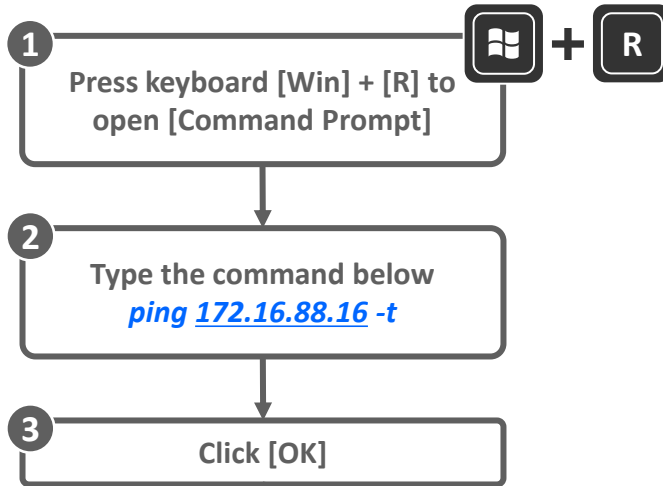 1
Press keyboard [Win] + [R] to
open [Command Prompt]
+ R
2
Type the command below
ping 172.16.88.16 -t
3
Click [OK]